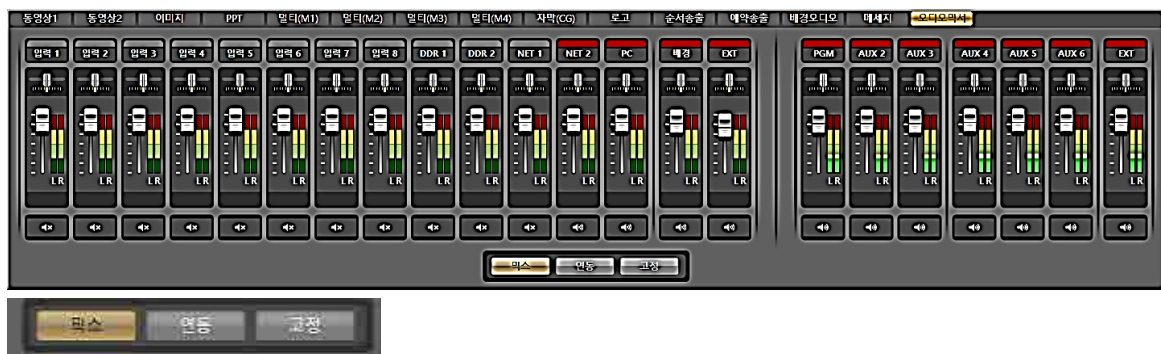 동영상1 동영상2 이미지 PPT 멀티(M1) 멀티(M2) 멀티(M3) 멀티(M4) 자막(CG) 로고 순서송출 예약송출 배경오디오 메세지 오디오믹서
입력 1 입력 2 입력 3 입력 4 입력 5 입력 6 입력 7 입력 8 DDR 1 DDR 2 NET 1 NET 2 PC 배경 EXT PGM AUX 2 AUX 3 AUX 4 AUX 5 AUX 6 EXT
L R L R L R L R L R L R L R L R L R L R L R L R L R L R L R L R L R L R L R L R L R L R
믹스 연동 고정
믹스 연동 고정